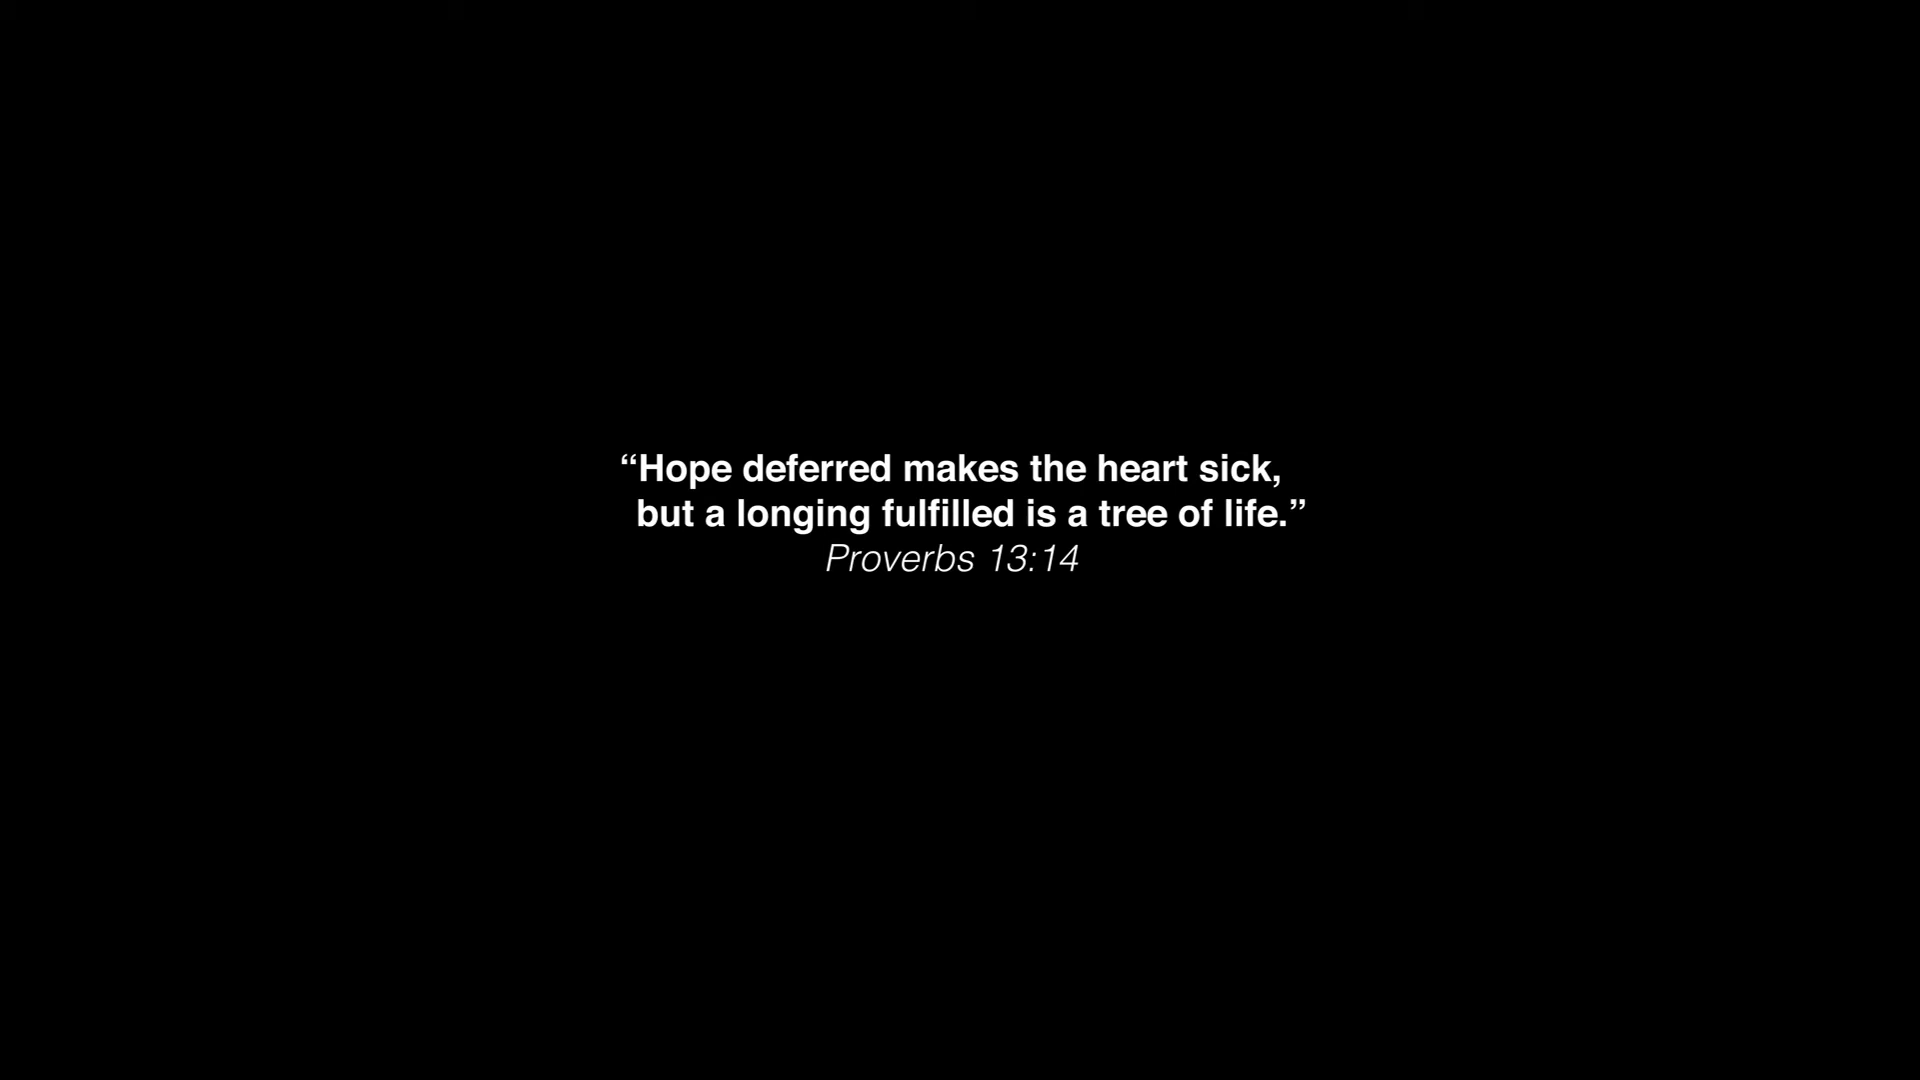 “Hope deferred makes the heart sick,
but a longing fulfilled is a tree of life.”
Proverbs 13:14